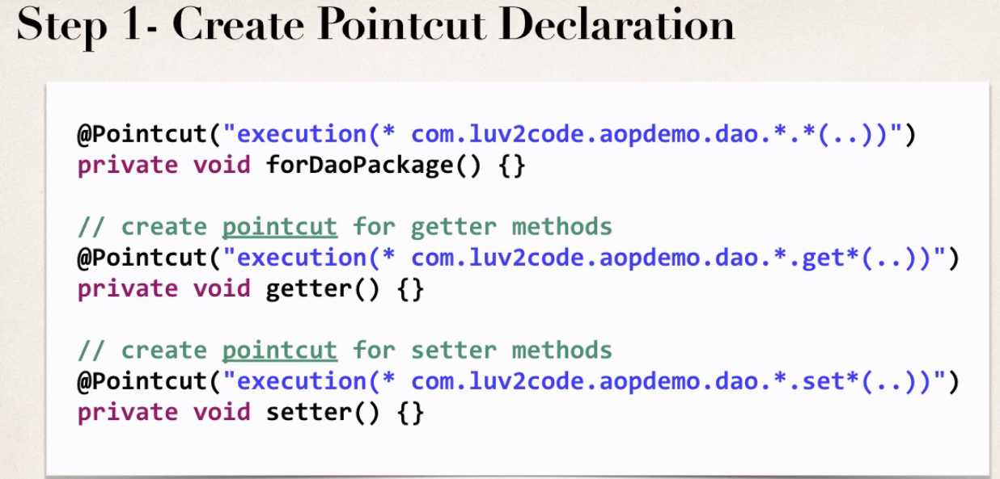 Step 1- Create Pointcut Declaration
@Pointcut("execution(* com.luv2code.aopdemo.dao.*.*(..))")
private void forDaoPackage() {}
// create pointcut for getter methods
@Pointcut("execution(* com.luv2code.aopdemo.dao.*.get*(..))")
private void getter() {}
// create pointcut for setter methods
@Pointcut("execution(* com.luv2code.aopdemo.dao.*.set*(..))")
private void setter() {}